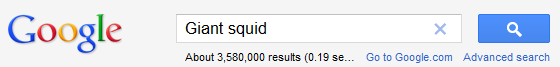 Google Giant squid
About 3,580,000 results (0.19 se... Go to Google.com Advanced search